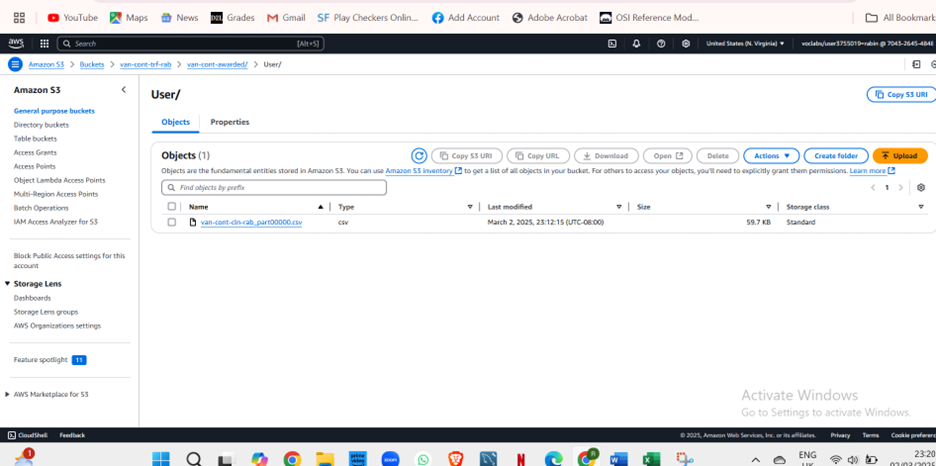 YouTube Maps News DZL Grades Gmail SF Play Checkers Onlin... Add Account Adobe Acrobat OSI Reference Mod... All Bookmark
aws Search [Alt+S] United States (N. Virginia) voclabs/user3755019=rabin @ 7043-2645-4848
Amazon S3 > Buckets > van-cont-trf-rab > van-cont-awarded/ > User/
Amazon S3
General purpose buckets
Directory buckets
Table buckets
Access Grants
Access Points
Object Lambda Access Points
Multi-Region Access Points
Batch Operations
IAM Access Analyzer for S3
Block Public Access settings for this
account
Storage Lens
Dashboards
Storage Lens groups
AWS Organizations settings
Feature spotlight 11
AWS Marketplace for S3
User/
Copy S3 URI
Objects Properties
Objects (1)
Copy S3 URI Copy URL Download Open Delete Actions Create folder Upload
Objects are the fundamental entities stored in Amazon S3. You can use Amazon S3 inventory to get a list of all objects in your bucket. For others to access your objects, you'll need to explicitly grant them permissions. Learn more
Find objects by prefix
1
Name Type Last modified Size Storage class
van-cont-cln-rab_part00000.csv csv March 2, 2025, 23:12:15 (UTC-08:00) 59.7 KB Standard
Activate Windows
Go to Settings to activate Windows.
CloudShell Feedback © 2025, Amazon Web Services, Inc. or its affiliates. Privacy Terms Cookie preferenc
1 prime video zoom ENG 23:20
UK 02/03/